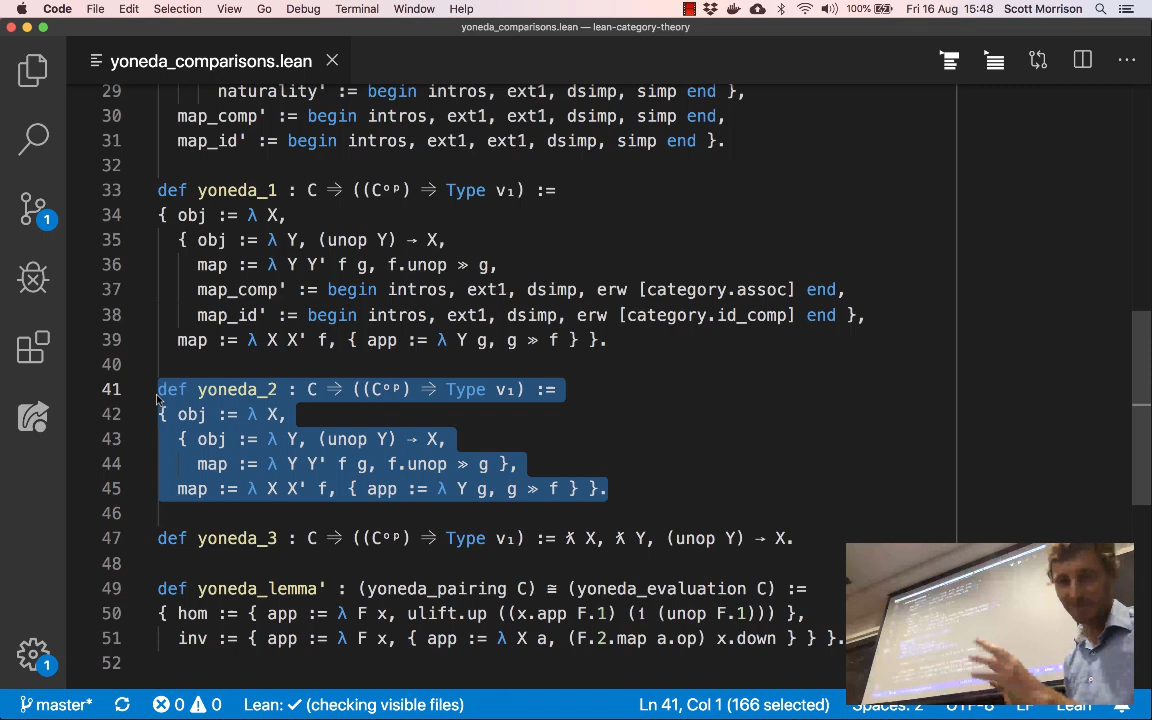 Code File Edit Selection View Go Debug Terminal Window Help 100% Fri 16 Aug 15:48 Scott Morrison
yoneda_comparisons.lean — lean-category-theory
yoneda_comparisons.lean
29 naturality' := begin intros, ext1, dsimp, simp end },
30 map_comp' := begin intros, ext1, ext1, dsimp, simp end,
31 map_id' := begin intros, ext1, ext1, dsimp, simp end }.
32
33 def yoneda_1 : C ⥤ ((Cᵒᵖ) ⥤ Type v₁) :=
34 { obj := λ X,
35 { obj := λ Y, (unop Y) ⟶ X,
36 map := λ Y Y' f g, f.unop ≫ g,
37 map_comp' := begin intros, ext1, dsimp, erw [category.assoc] end,
38 map_id' := begin intros, ext1, dsimp, erw [category.id_comp] end },
39 map := λ X X' f, { app := λ Y g, g ≫ f } }.
40
41 def yoneda_2 : C ⥤ ((Cᵒᵖ) ⥤ Type v₁) :=
42 { obj := λ X,
43 { obj := λ Y, (unop Y) ⟶ X,
44 map := λ Y Y' f g, f.unop ≫ g },
45 map := λ X X' f, { app := λ Y g, g ≫ f } }.
46
47 def yoneda_3 : C ⥤ ((Cᵒᵖ) ⥤ Type v₁) := ƛ X, ƛ Y, (unop Y) ⟶ X.
48
49 def yoneda_lemma' : (yoneda_pairing C) ≅ (yoneda_evaluation C) :=
50 { hom := { app := λ F x, ulift.up ((x.app F.1) (𝟙 (unop F.1))) },
51 inv := { app := λ F x, { app := λ X a, (F.2.map a.op) x.down } } }.
52
1
1
master* 0 0 Lean: ✓ (checking visible files) Ln 41, Col 1 (166 selected) Spaces: 2 UTF-8 LF Lean